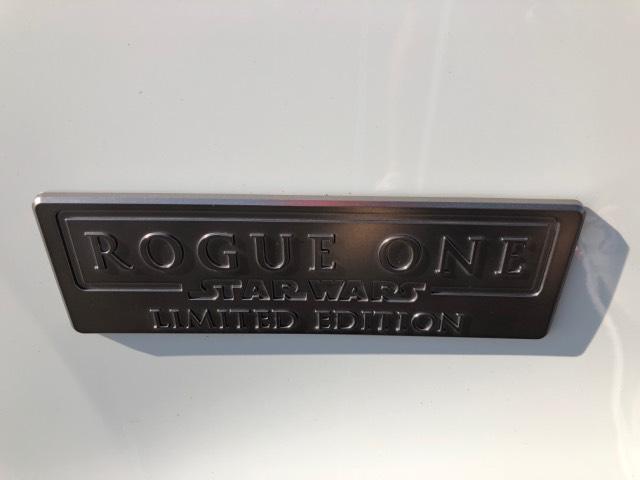 ROGUE ONE
STAR WARS
LIMITED EDITION